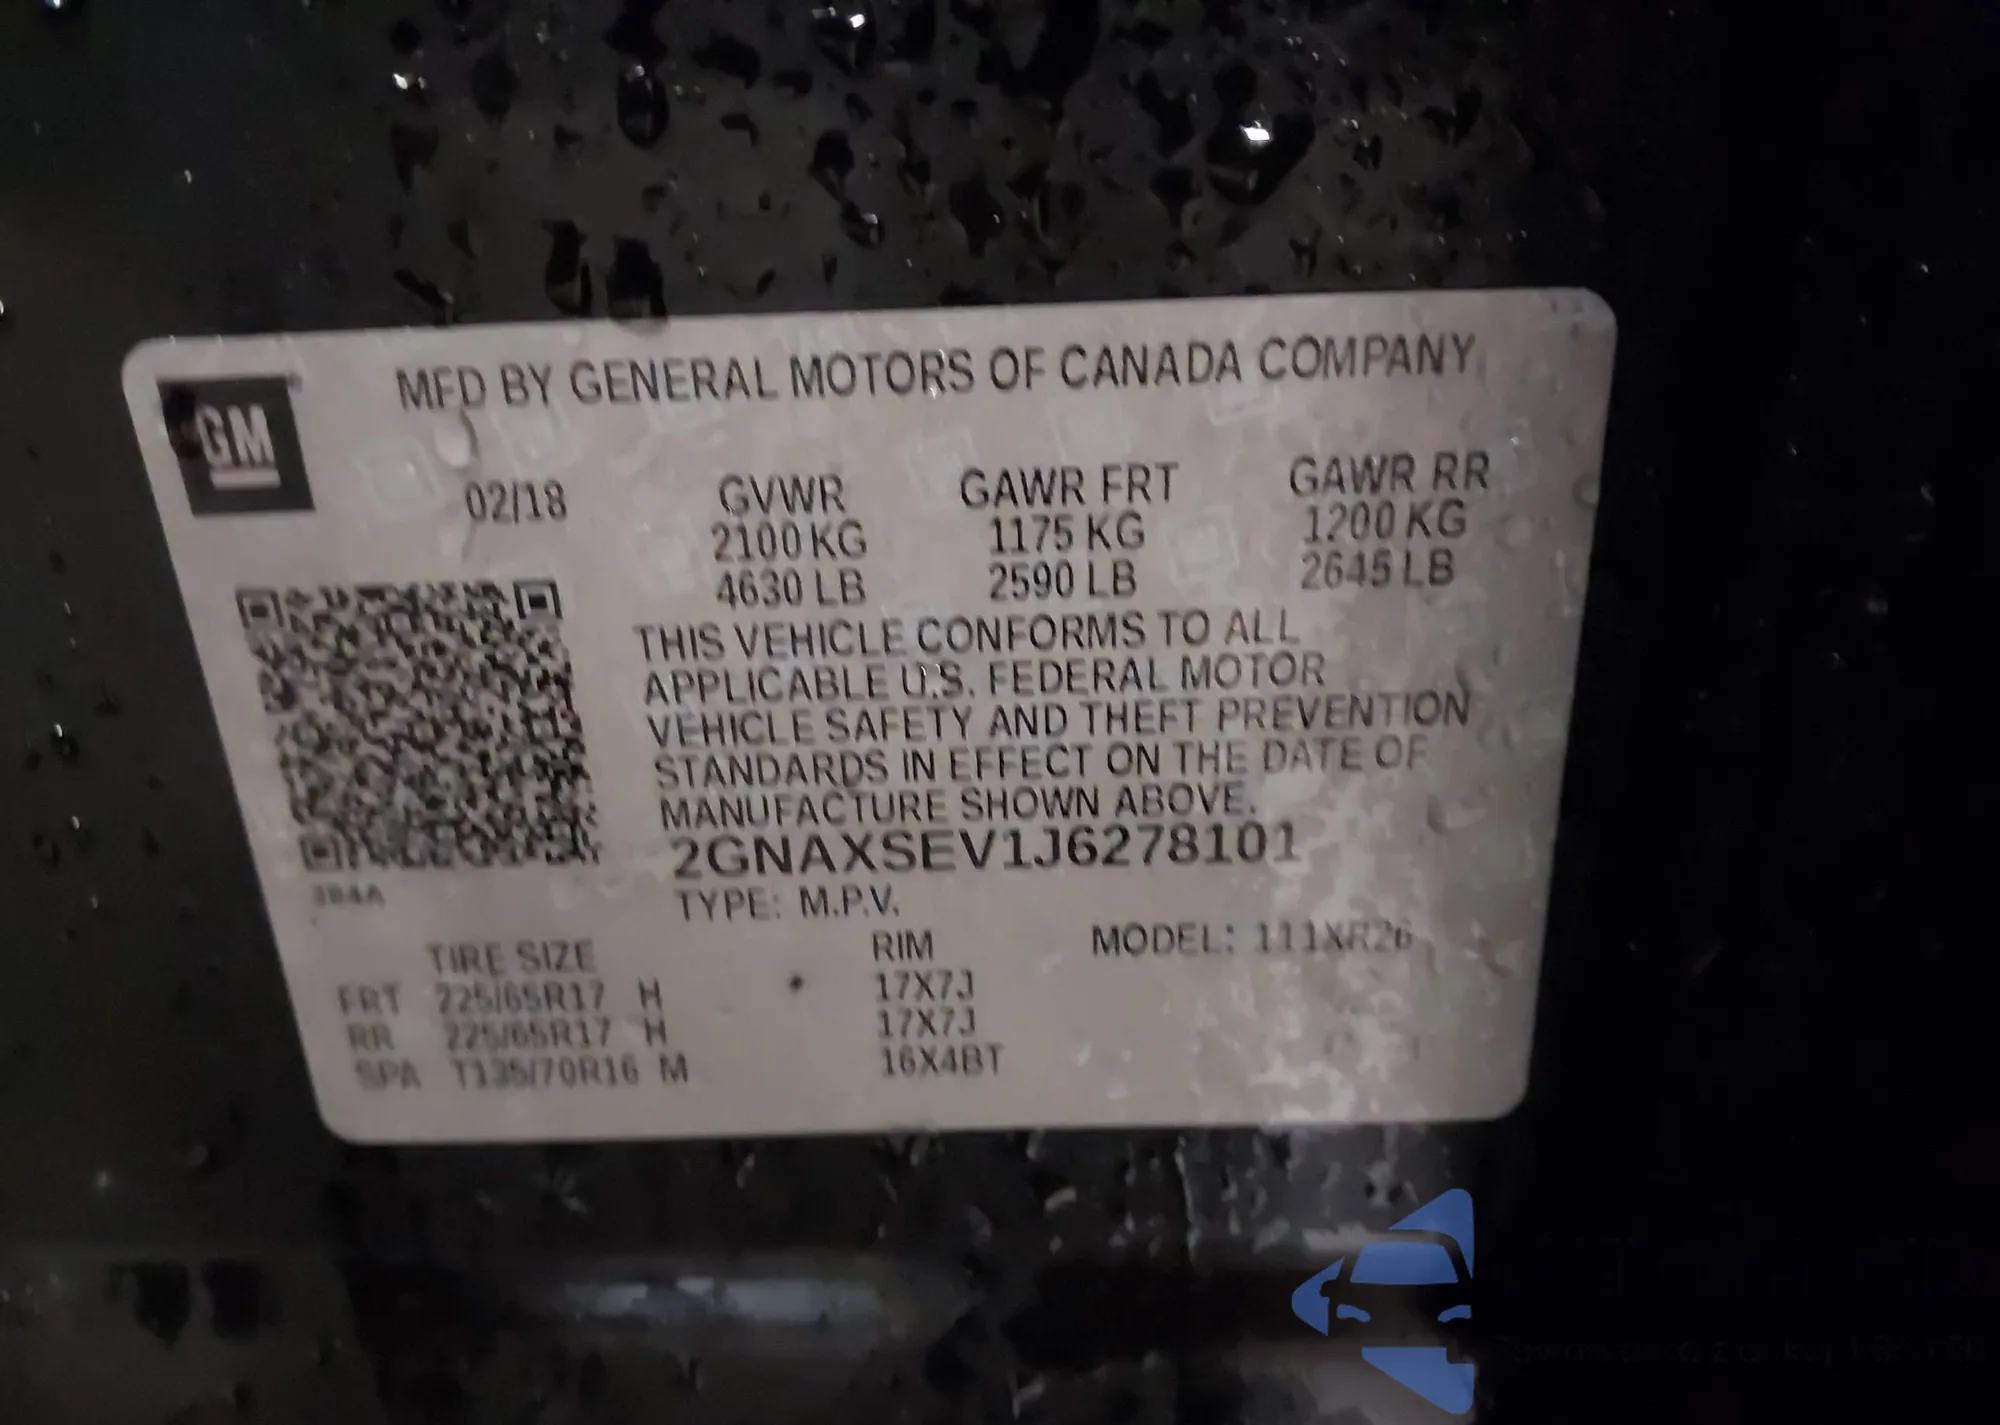 MFD BY GENERAL MOTORS OF CANADA COMPANY
GM
02/18 GVWR GAWR FRT GAWR RR
2100 KG 1175 KG 1200 KG
4630 LB 2590 LB 2645 LB
THIS VEHICLE CONFORMS TO ALL
APPLICABLE U.S. FEDERAL MOTOR
VEHICLE SAFETY AND THEFT PREVENTION
STANDARDS IN EFFECT ON THE DATE OF
MANUFACTURE SHOWN ABOVE.
2GNAXSEV1J6278101
TYPE: M.P.V.
TIRE SIZE RIM MODEL: 111XR26
FRT 225/65R17 H 17X7J
RR 225/65R17 H 17X7J
SPA T135/70R16 M 16X4BT